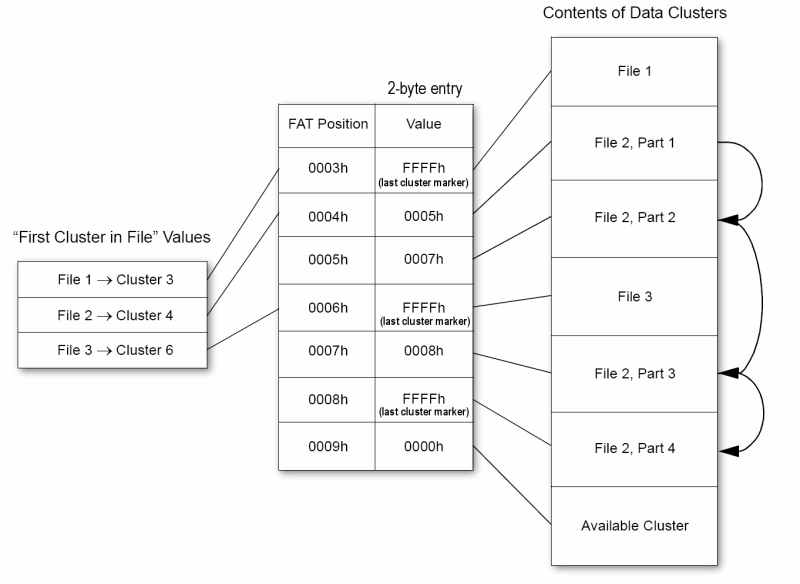 Contents of Data Clusters
File 1
File 2, Part 1
File 2, Part 2
File 3
File 2, Part 3
File 2, Part 4
Available Cluster
2-byte entry
FAT Position Value
0003h FFFFh
(last cluster marker)
0004h 0005h
0005h 0007h
0006h FFFFh
(last cluster marker)
0007h 0008h
0008h FFFFh
(last cluster marker)
0009h 0000h
“First Cluster in File” Values
File 1 → Cluster 3
File 2 → Cluster 4
File 3 → Cluster 6